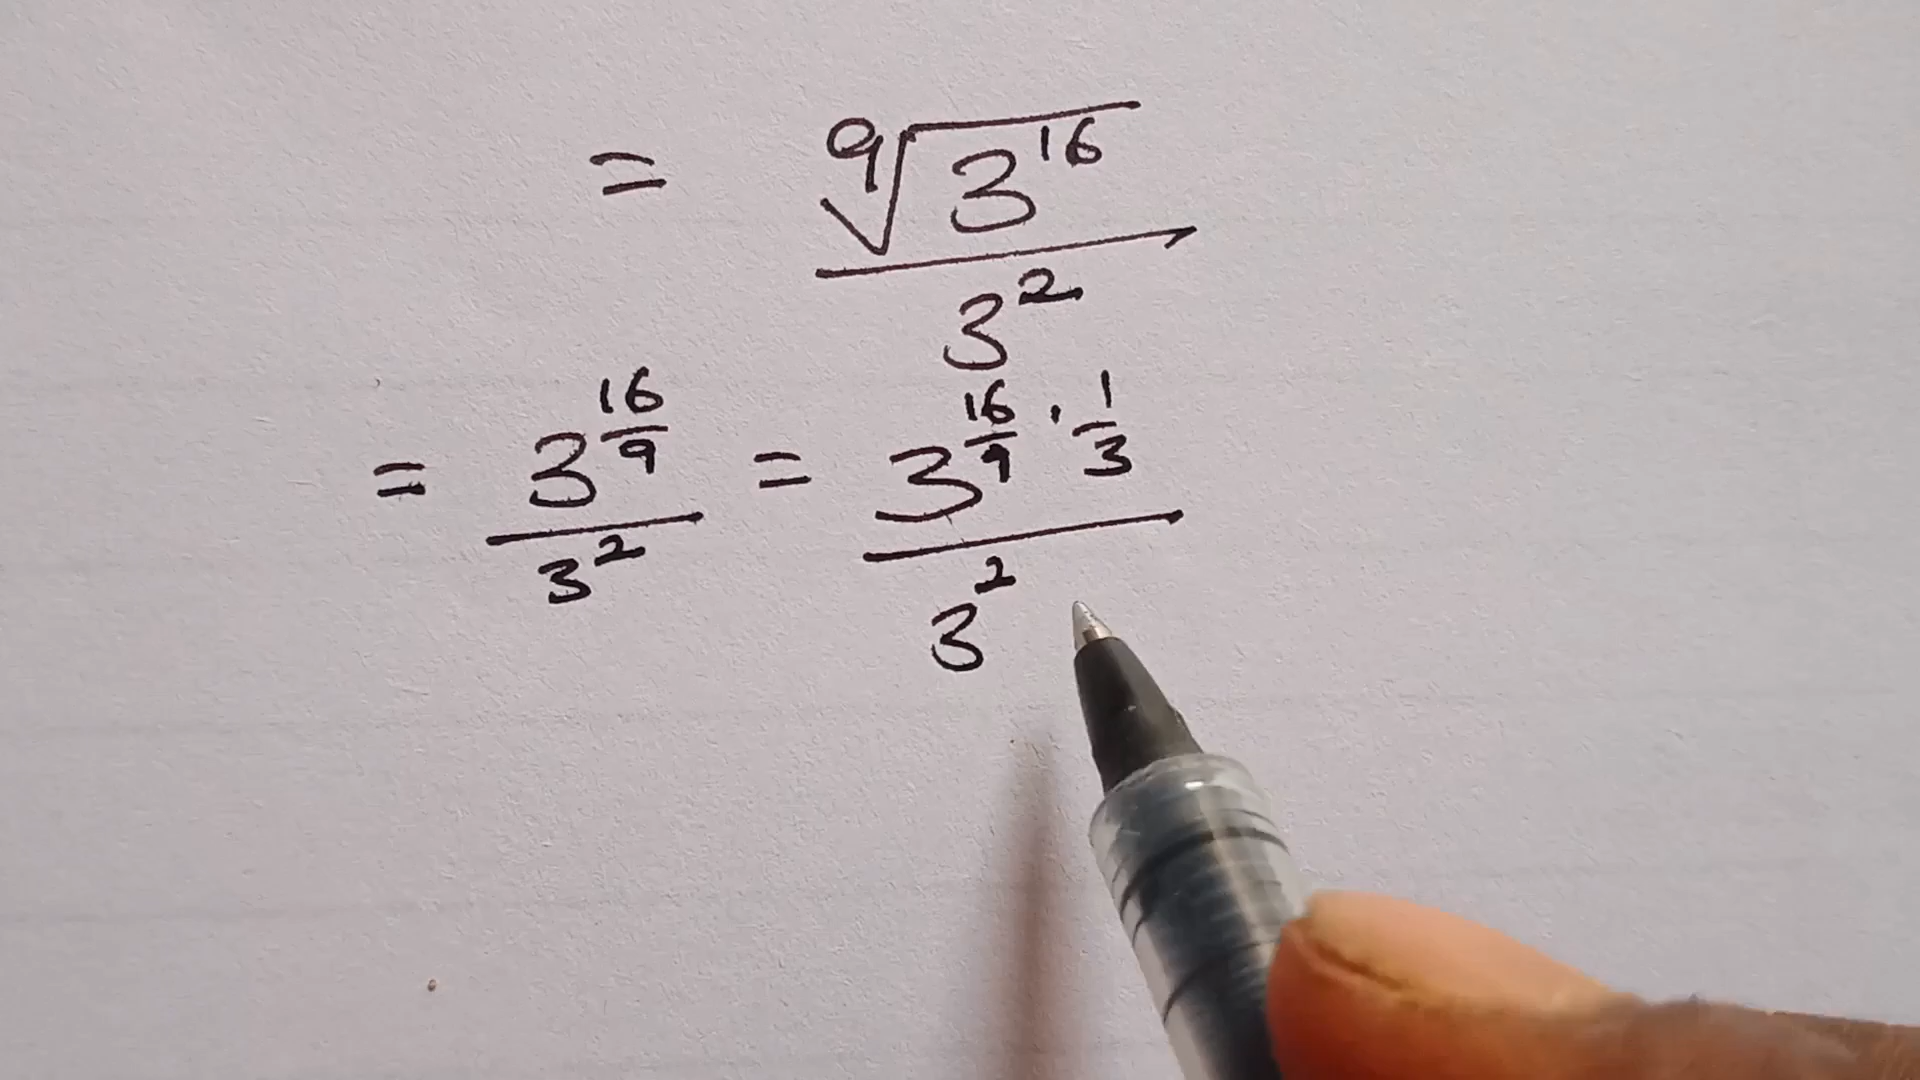 = ⁹√3¹⁶ / 3²
= 3^(16/9) / 3² = 3^(16/9 · 1/3) / 3²